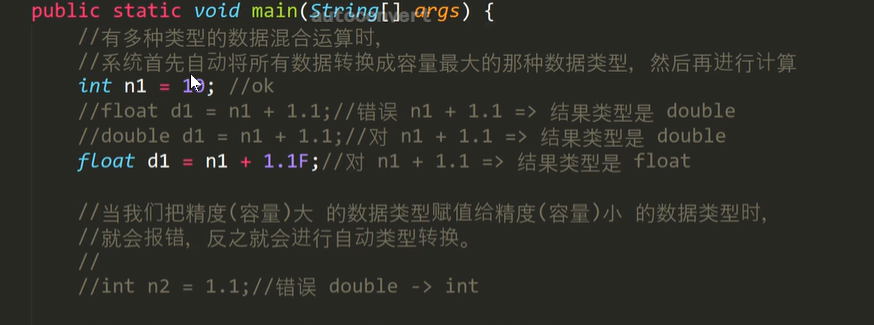 public static void main(String[] args) {
autoconvert
//有多种类型的数据混合运算时,
//系统首先自动将所有数据转换成容量最大的那种数据类型, 然后再进行计算
int n1 = 10; //ok
//float d1 = n1 + 1.1;//错误 n1 + 1.1 => 结果类型是 double
//double d1 = n1 + 1.1;//对 n1 + 1.1 => 结果类型是 double
float d1 = n1 + 1.1F;//对 n1 + 1.1 => 结果类型是 float
//当我们把精度(容量)大 的数据类型赋值给精度(容量)小 的数据类型时,
//就会报错, 反之就会进行自动类型转换。
//
//int n2 = 1.1;//错误 double -> int